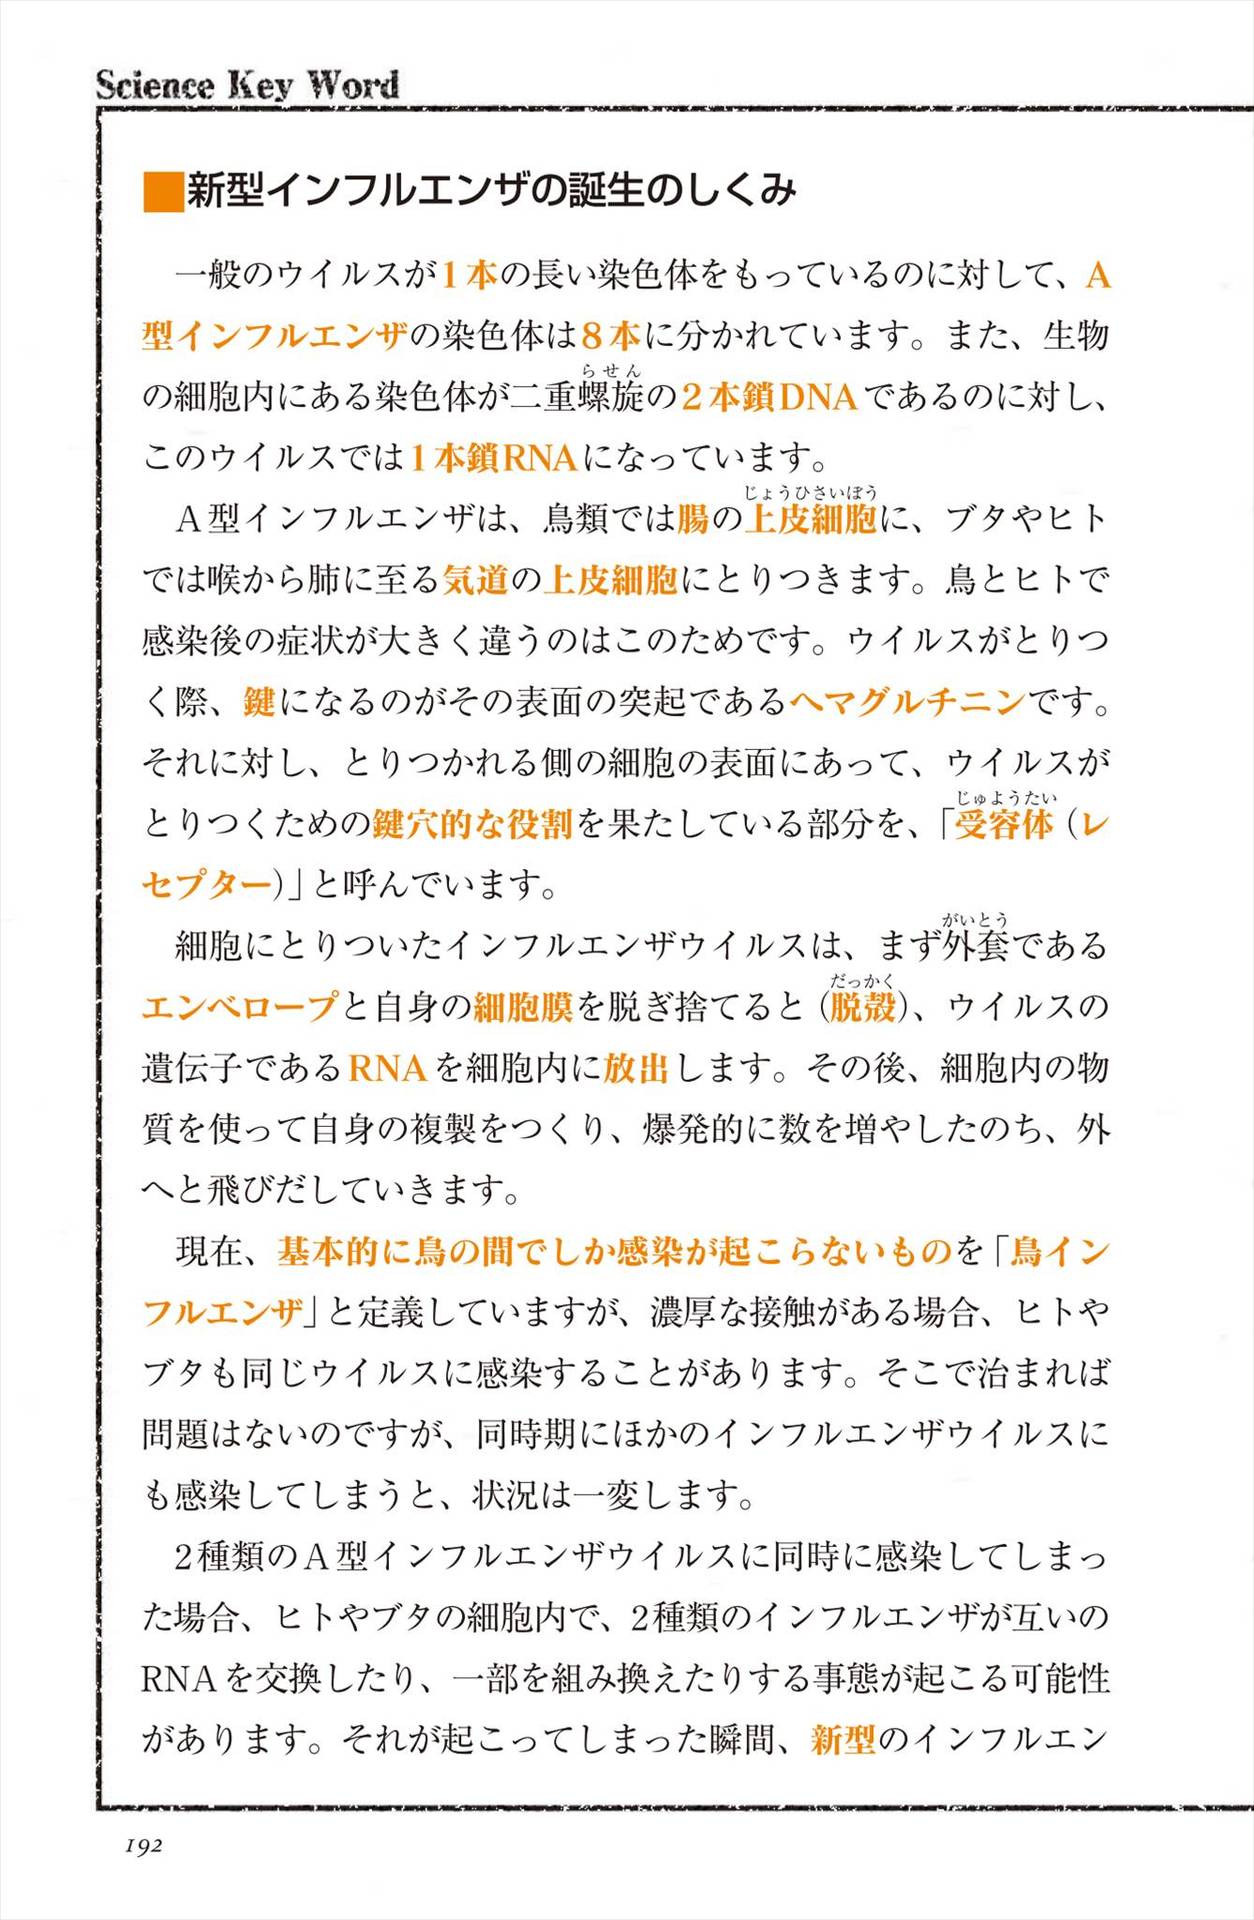 Science Key Word
■新型インフルエンザの誕生のしくみ
一般のウイルスが1本の長い染色体をもっているのに対して、A
型インフルエンザの染色体は8本に分かれています。また、生物
らせん
の細胞内にある染色体が二重螺旋の2本鎖DNAであるのに対し、
このウイルスでは1本鎖RNAになっています。
じょうひさいぼう
A型インフルエンザは、鳥類では腸の上皮細胞に、ブタやヒト
では喉から肺に至る気道の上皮細胞にとりつきます。鳥とヒトで
感染後の症状が大きく違うのはこのためです。ウイルスがとりつ
く際、鍵になるのがその表面の突起であるヘマグルチニンです。
それに対し、とりつかれる側の細胞の表面にあって、ウイルスが
じゅようたい
とりつくための鍵穴的な役割を果たしている部分を、「受容体（レ
セプター）」と呼んでいます。
がいとう
細胞にとりついたインフルエンザウイルスは、まず外套である
だっかく
エンベロープと自身の細胞膜を脱ぎ捨てると（脱殻）、ウイルスの
遺伝子であるRNAを細胞内に放出します。その後、細胞内の物
質を使って自身の複製をつくり、爆発的に数を増やしたのち、外
へと飛びだしていきます。
現在、基本的に鳥の間でしか感染が起こらないものを「鳥イン
フルエンザ」と定義していますが、濃厚な接触がある場合、ヒトや
ブタも同じウイルスに感染することがあります。そこで治まれば
問題はないのですが、同時期にほかのインフルエンザウイルスに
も感染してしまうと、状況は一変します。
2種類のA型インフルエンザウイルスに同時に感染してしまっ
た場合、ヒトやブタの細胞内で、2種類のインフルエンザが互いの
RNAを交換したり、一部を組み換えたりする事態が起こる可能性
があります。それが起こってしまった瞬間、新型のインフルエン
192